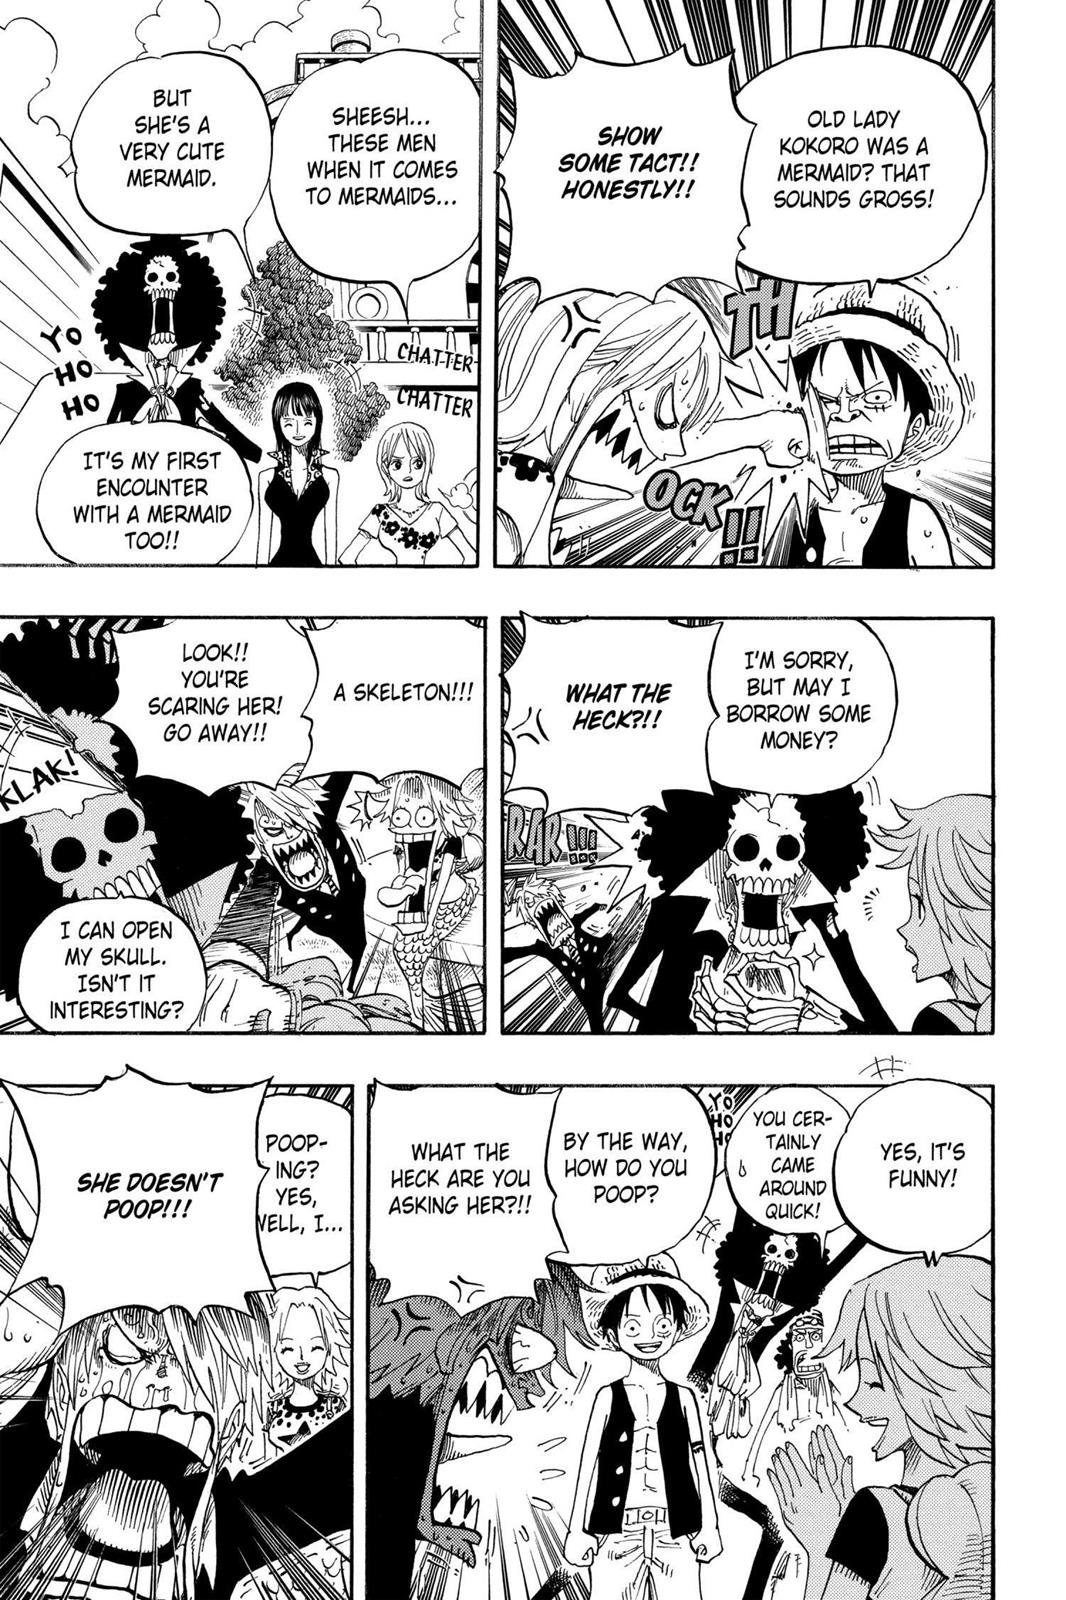 OLD LADY
KOKORO WAS A
MERMAID? THAT
SOUNDS GROSS!
SHOW
SOME TACT!!
HONESTLY!!
TH
OCK
!!
SHEESH...
THESE MEN
WHEN IT COMES
TO MERMAIDS...
BUT
SHE'S A
VERY CUTE
MERMAID.
YO
HO
HO
CHATTER
CHATTER
IT'S MY FIRST
ENCOUNTER
WITH A MERMAID
TOO!!
I'M SORRY,
BUT MAY I
BORROW SOME
MONEY?
WHAT THE
HECK?!!
RAR!!!
A SKELETON!!!
LOOK!!
YOU'RE
SCARING HER!
GO AWAY!!
KLAK!
I CAN OPEN
MY SKULL.
ISN'T IT
INTERESTING?
YES, IT'S
FUNNY!
YOU CER-
TAINLY
CAME
AROUND
QUICK!
YO
HO
HO
BY THE WAY,
HOW DO YOU
POOP?
WHAT THE
HECK ARE YOU
ASKING HER?!!
POOP-
ING?
YES,
WELL, I...
SHE DOESN'T
POOP!!!